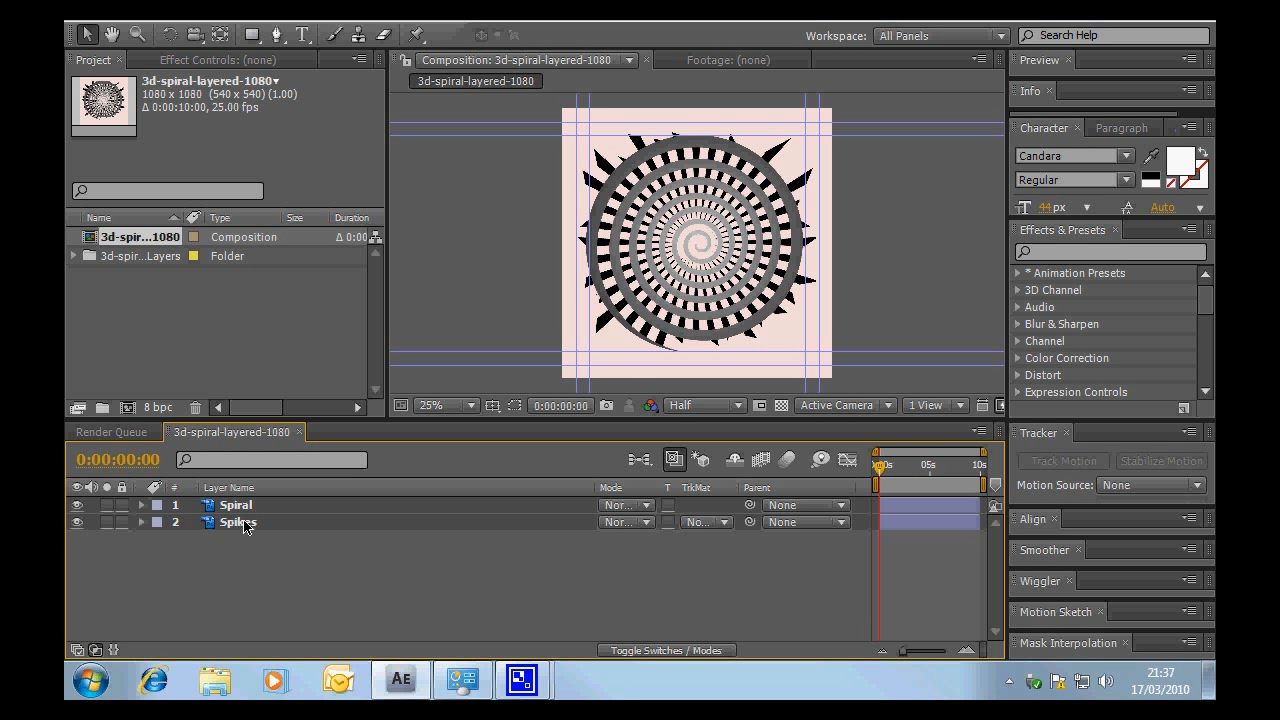 Workspace: All Panels Search Help
Project × Effect Controls: (none) Composition: 3d-spiral-layered-1080 × Footage: (none) Preview ×
3d-spiral-layered-1080▾ 3d-spiral-layered-1080
1080 x 1080 (540 x 540) (1.00) Info ×
Δ 0:00:10:00, 25.00 fps
Character × Paragraph
Candara
Regular
T 44 px Auto
Name Type Size Duration
3d-spir...1080 Composition Δ 0:00 Effects & Presets ×
3d-spir...Layers Folder
* Animation Presets
3D Channel
Audio
Blur & Sharpen
Channel
Color Correction
Distort
Expression Controls
8 bpc 25% 0:00:00:00 Half Active Camera 1 View
Render Queue 3d-spiral-layered-1080 × Tracker ×
0:00:00:00 05s 10s Track Motion Stabilize Motion
# Layer Name Mode T TrkMat Parent Motion Source: None
1 Spiral Nor... None
2 Spikes Nor... No... None Align ×
Smoother ×
Wiggler ×
Motion Sketch ×
Toggle Switches / Modes Mask Interpolation ×
AE 21:37
17/03/2010